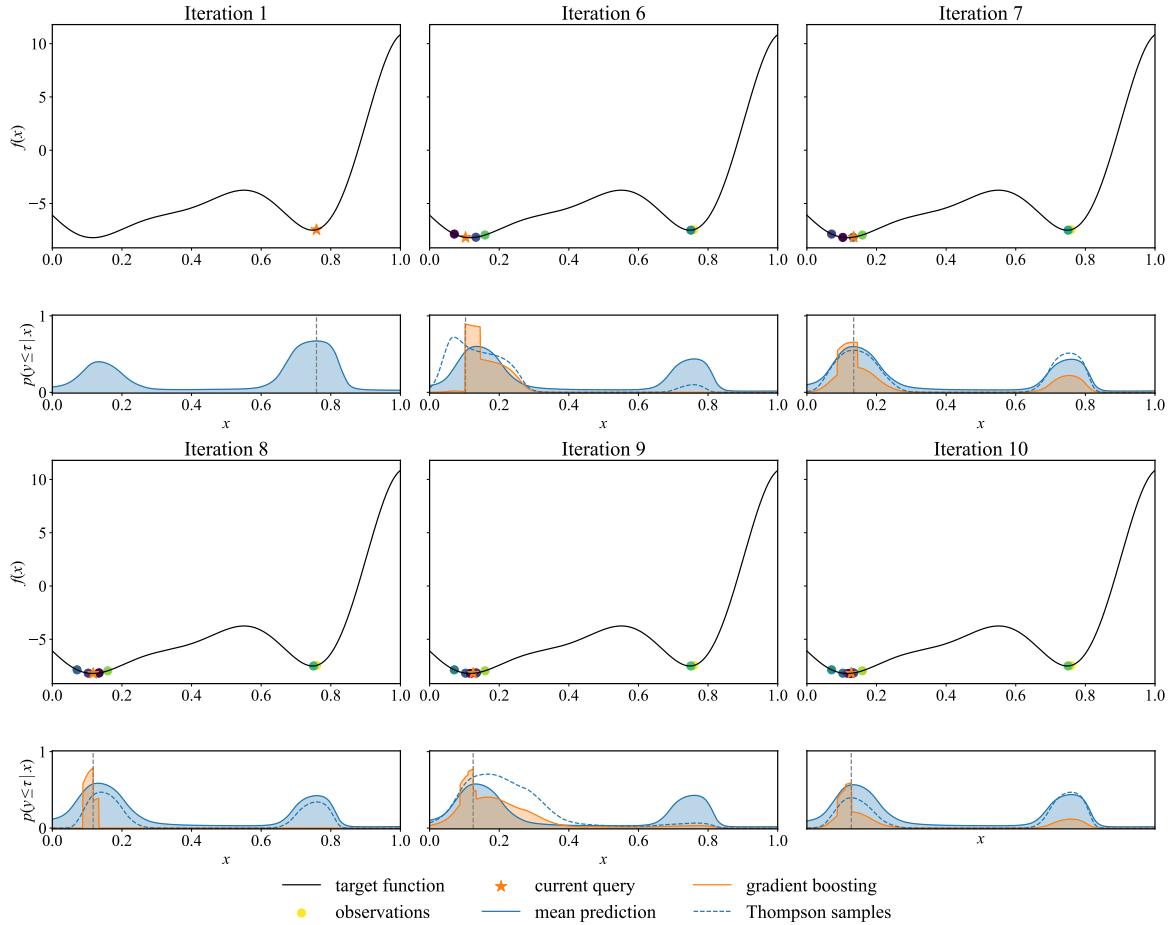 Iteration 1
Iteration 6
Iteration 7
10
5
0
−5
f(x)
0.0 0.2 0.4 0.6 0.8 1.0
0.0 0.2 0.4 0.6 0.8 1.0
0.0 0.2 0.4 0.6 0.8 1.0
1
0
p(y ≤ τ | x)
0.0 0.2 0.4 0.6 0.8 1.0
0.0 0.2 0.4 0.6 0.8 1.0
0.0 0.2 0.4 0.6 0.8 1.0
x
x
x
Iteration 8
Iteration 9
Iteration 10
10
5
0
−5
f(x)
0.0 0.2 0.4 0.6 0.8 1.0
0.0 0.2 0.4 0.6 0.8 1.0
0.0 0.2 0.4 0.6 0.8 1.0
1
0
p(y ≤ τ | x)
0.0 0.2 0.4 0.6 0.8 1.0
0.0 0.2 0.4 0.6 0.8 1.0
x
x
x
target function
current query
gradient boosting
observations
mean prediction
Thompson samples